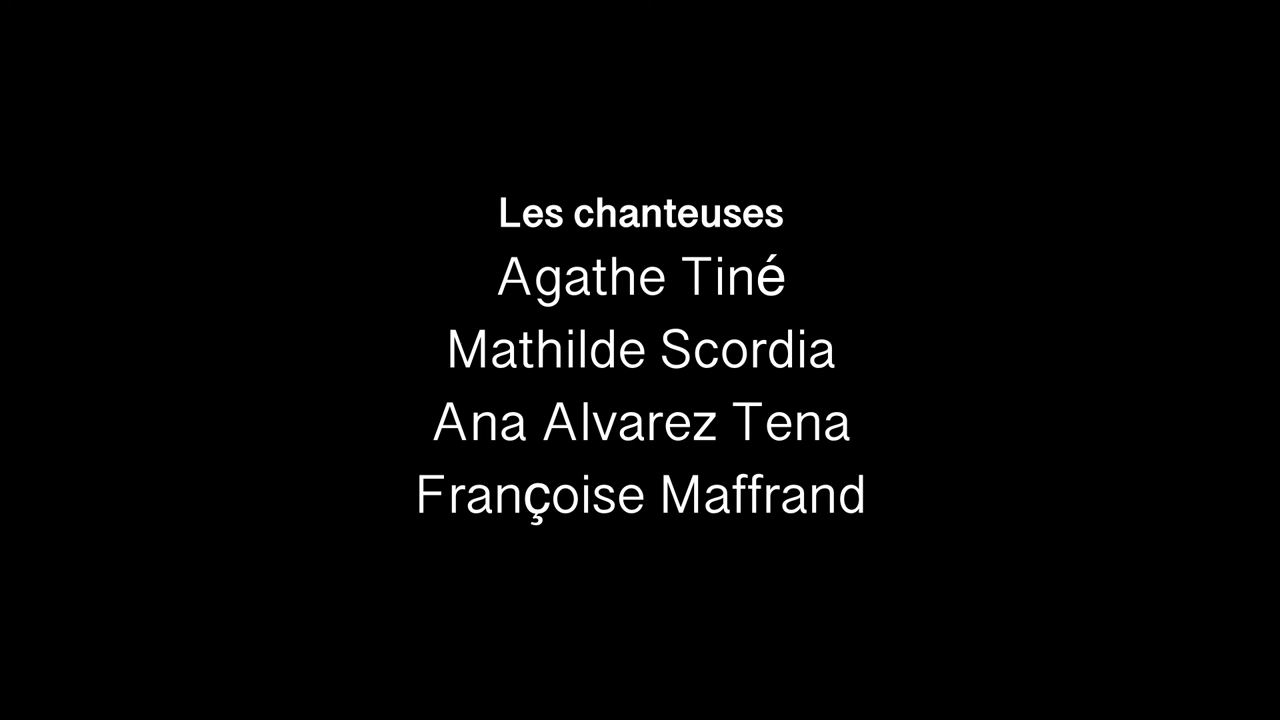 Les chanteuses
Agathe Tiné
Mathilde Scordia
Ana Alvarez Tena
Françoise Maffrand